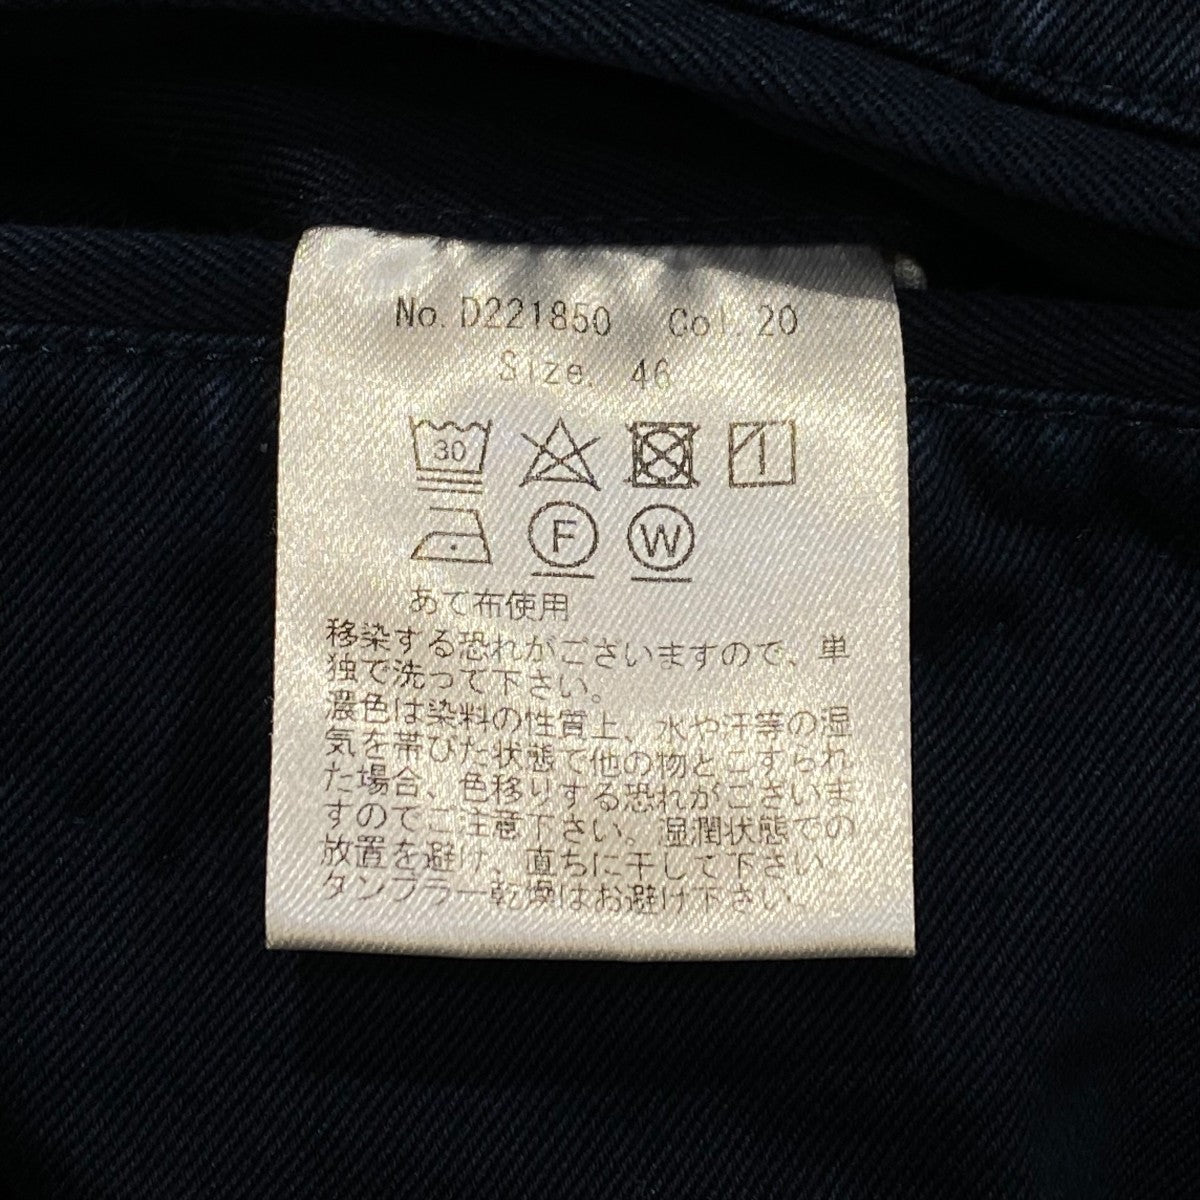 No. D221850 Col. 20
Size. 46
30
F W
あて布使用
移染する恐れがございますので、単
独で洗って下さい。
濃色は染料の性質上、水や汗等の湿
気を帯びた状態で他の物とこすられ
た場合、色移りする恐れがございま
すのでご注意下さい。湿潤状態での
放置を避け、直ちに干して下さい。
タンブラー乾燥はお避け下さい。